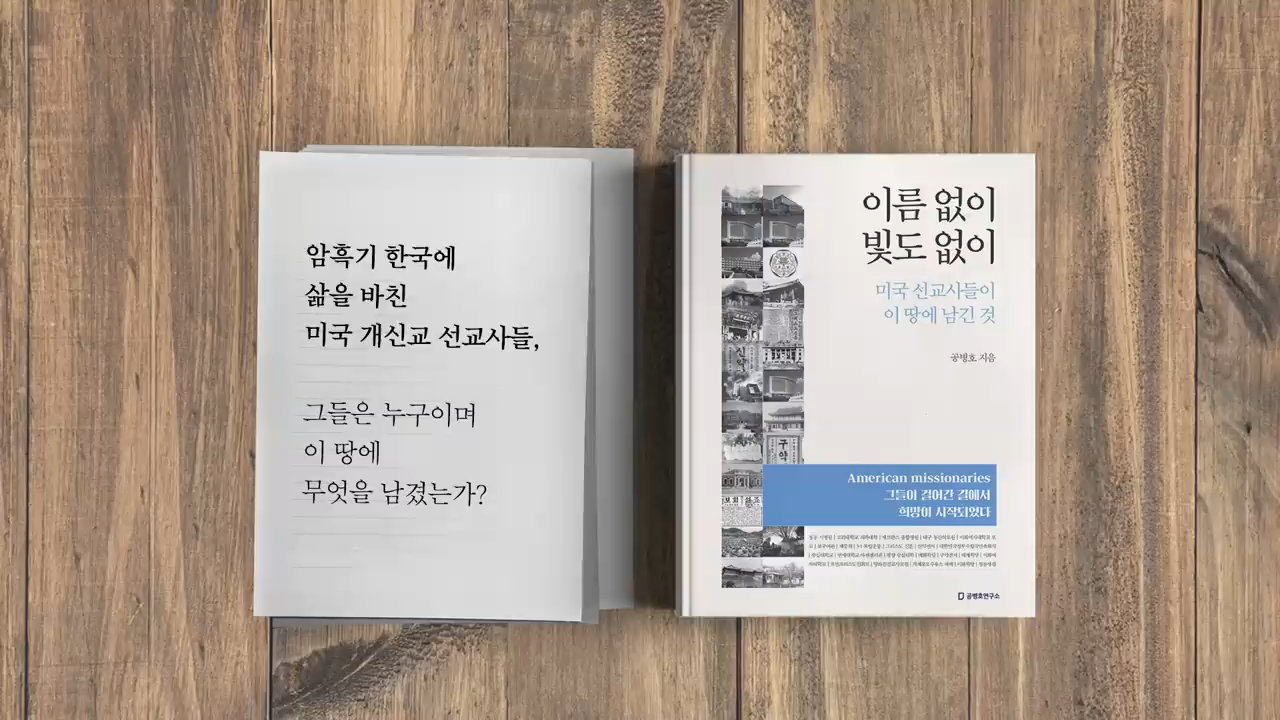 암흑기 한국에
삶을 바친
미국 개신교 선교사들,
그들은 누구이며
이 땅에
무엇을 남겼는가?
이름 없이
빛도 없이
미국 선교사들이
이 땅에 남긴 것
공병호 지음
구약
American missionaries
그들이 걸어간 길에서
희망이 시작되었다
공병호연구소